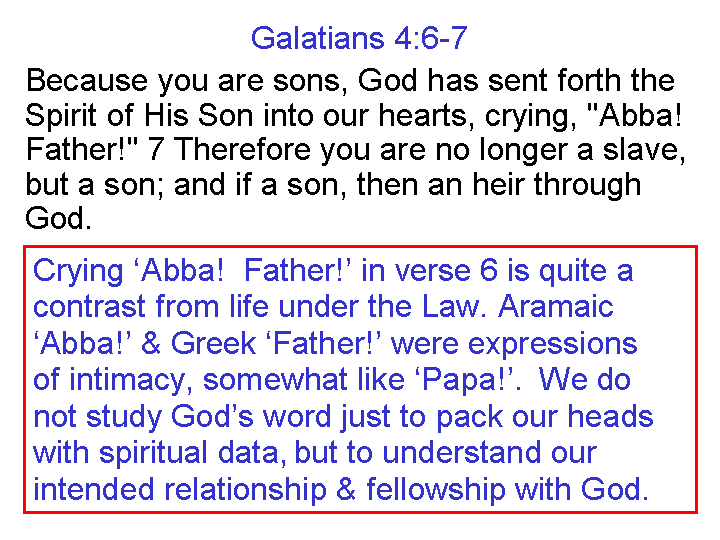 Galatians 4:6-7
Because you are sons, God has sent forth the
Spirit of His Son into our hearts, crying, "Abba!
Father!" 7 Therefore you are no longer a slave,
but a son; and if a son, then an heir through
God.
Crying ‘Abba!  Father!’ in verse 6 is quite a
contrast from life under the Law. Aramaic
‘Abba!’ & Greek ‘Father!’ were expressions
of intimacy, somewhat like ‘Papa!’.  We do
not study God’s word just to pack our heads
with spiritual data, but to understand our
intended relationship & fellowship with God.